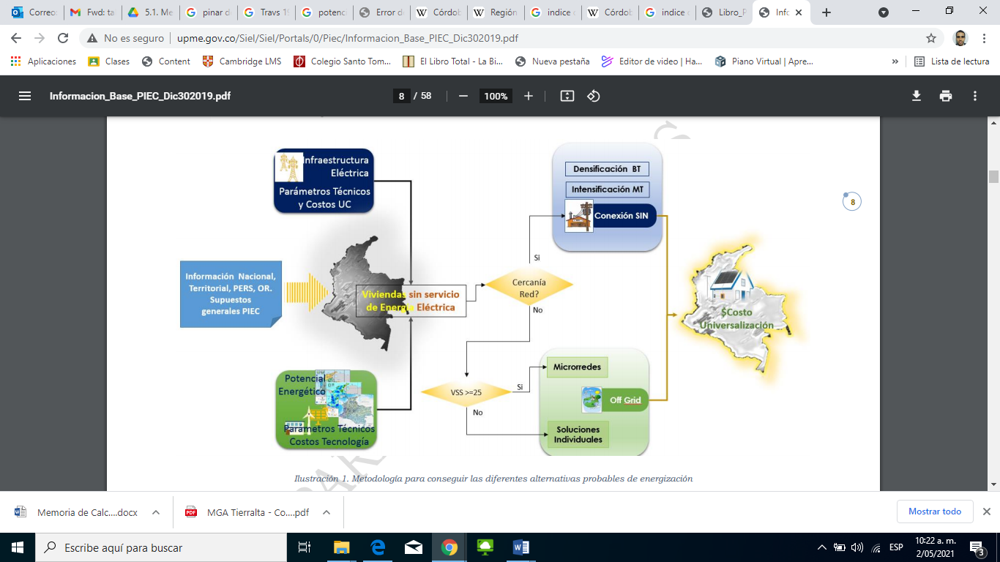 Correo
Fwd: ta
5.1. Me
pinar d
Travs 19
potenc
Error d
Córdob
Región
indice c
Córdob
indice c
Libro_P
Info
No es seguro
upme.gov.co/Siel/Siel/Portals/0/Piec/Informacion_Base_PIEC_Dic302019.pdf
Aplicaciones
Clases
Content
Cambridge LMS
Colegio Santo Tom...
El Libro Total - La Bi...
Nueva pestaña
Editor de video | Ha...
Piano Virtual | Apre...
»
Lista de lectura
Informacion_Base_PIEC_Dic302019.pdf
8 / 58
100%
Infraestructura
Eléctrica
Parámetros Técnicos
y Costos UC
Densificación BT
Intensificación MT
Conexión SIN
8
Información Nacional,
Territorial, PERS, OR.
Supuestos
generales PIEC
Viviendas sin servicio
de Energía Eléctrica
Si
Cercanía
Red?
No
$Costo
Universalización
Potencial
Energético
Parámetros Técnicos
Costos Tecnología
VSS >=25
Si
No
Microrredes
Off Grid
Soluciones
Individuales
Ilustración 1. Metodología para conseguir las diferentes alternativas probables de energización
Memoria de Calc....docx
MGA Tierralta - Co....pdf
Mostrar todo
Escribe aquí para buscar
ESP
10:22 a. m.
2/05/2021
3